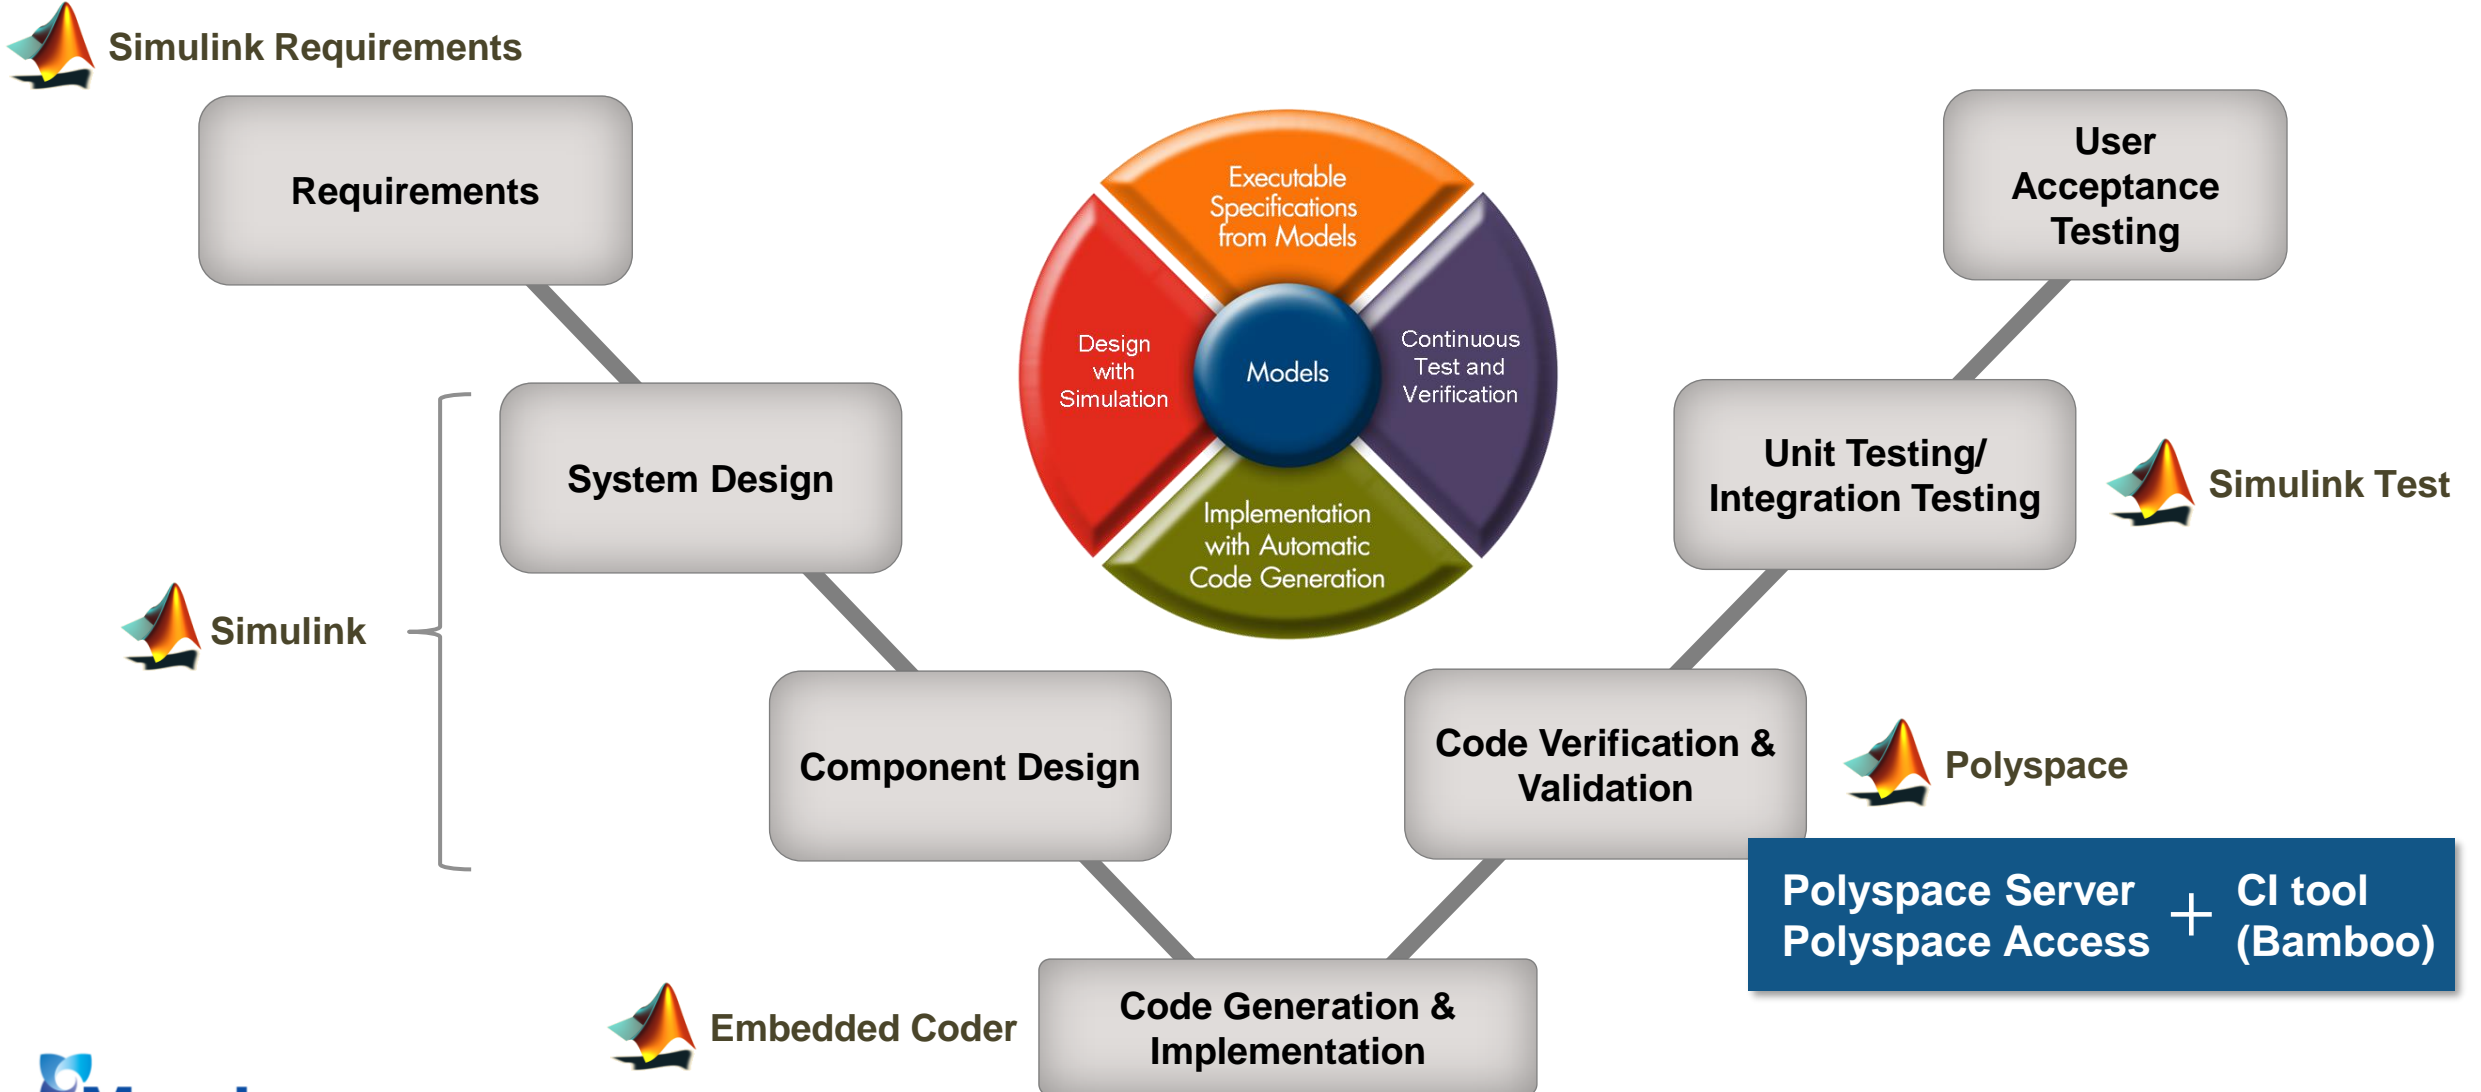 Simulink Requirements
Requirements
User
Acceptance
Testing
Executable
Specifications
from Models
Design
with
Simulation
Models
Continuous
Test and
Verification
Implementation
with Automatic
Code Generation
System Design
Unit Testing/
Integration Testing
Simulink Test
Simulink
Component Design
Code Verification &
Validation
Polyspace
Polyspace Server
Polyspace Access
+
CI tool
(Bamboo)
Embedded Coder
Code Generation &
Implementation